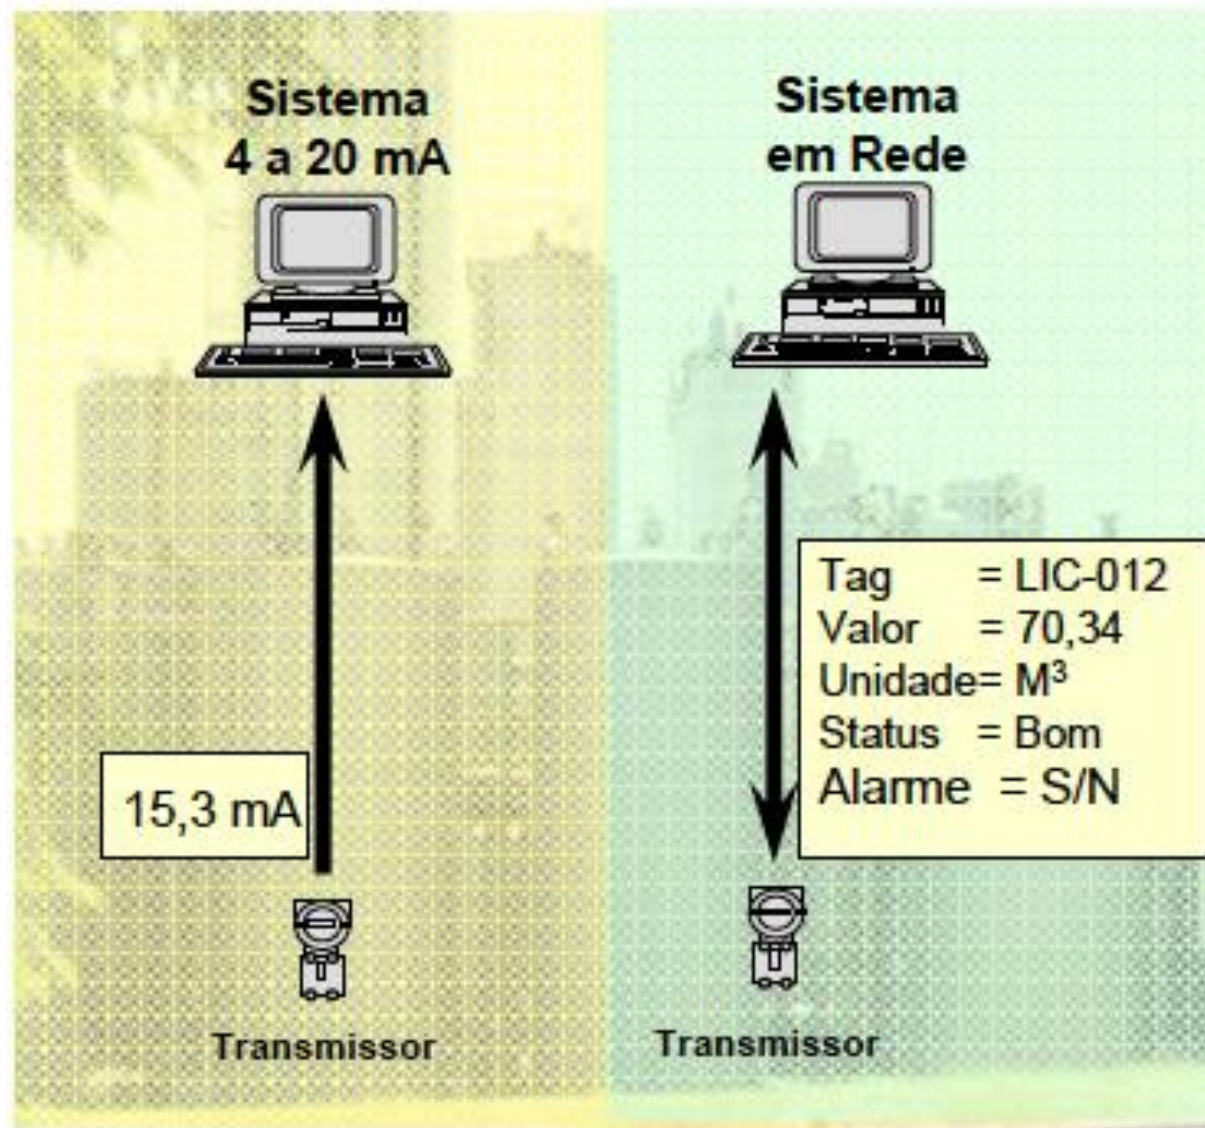 Sistema
4 a 20 mA
15,3 mA
Transmissor
Sistema
em Rede
Tag = LIC-012
Valor = 70,34
Unidade= M³
Status = Bom
Alarme = S/N
Transmissor